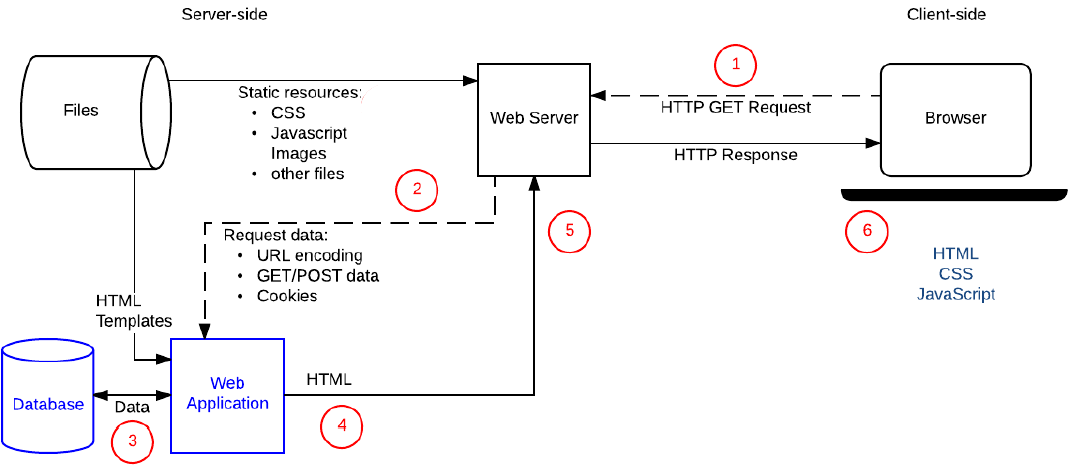 Server-side
Client-side
1
Files
Static resources:
• CSS
• Javascript
Images
• other files
Web Server
HTTP GET Request
Browser
HTTP Response
2
5
6
Request data:
• URL encoding
• GET/POST data
• Cookies
HTML
CSS
JavaScript
HTML
Templates
Database
Data
3
Web
Application
HTML
4